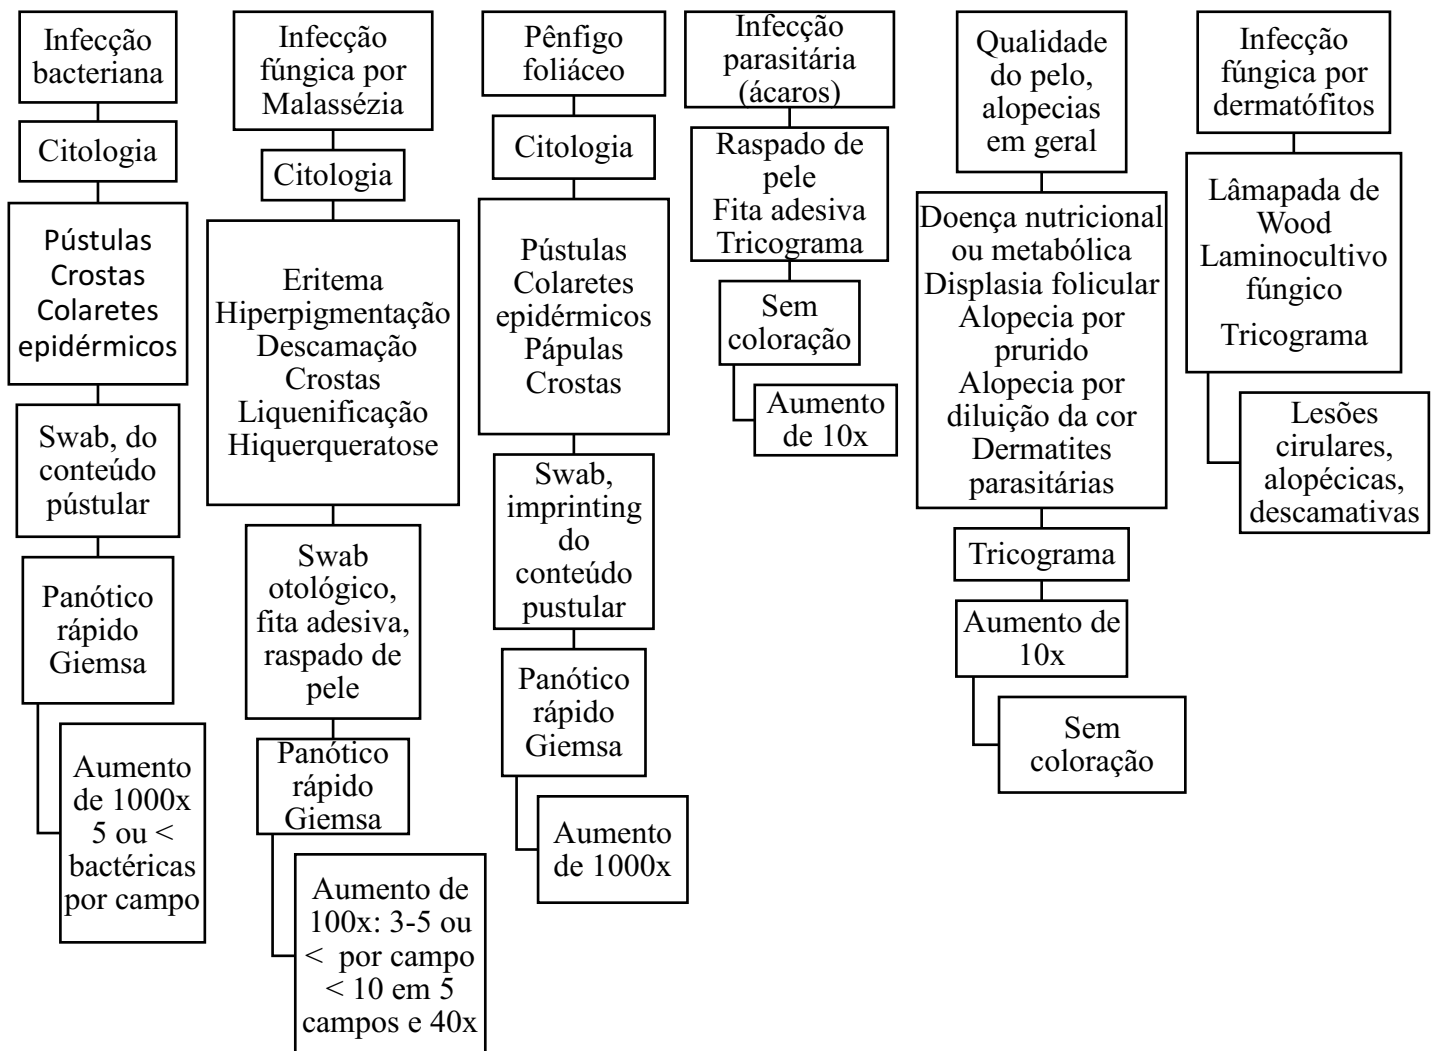 Infecção
bacteriana
Citologia
Pústulas
Crostas
Colaretes
epidérmicos
Swab, do
conteúdo
pústular
Panótico
rápido
Giemsa
Aumento
de 1000x
5 ou <
bactéricas
por campo
Infecção
fúngica por
Malassézia
Citologia
Eritema
Hiperpigmentação
Descamação
Crostas
Liquenificação
Hiquerqueratose
Swab
otológico,
fita adesiva,
raspado de
pele
Panótico
rápido
Giemsa
Aumento de
100x: 3-5 ou
< por campo
< 10 em 5
campos e 40x
Pênfigo
foliáceo
Citologia
Pústulas
Colaretes
epidérmicos
Pápulas
Crostas
Swab,
imprinting
do
conteúdo
pustular
Panótico
rápido
Giemsa
Aumento
de 1000x
Infecção
parasitária
(ácaros)
Raspado de
pele
Fita adesiva
Tricograma
Sem
coloração
Aumento
de 10x
Qualidade
do pelo,
alopecias
em geral
Doença nutricional
ou metabólica
Displasia folicular
Alopecia por
prurido
Alopecia por
diluição da cor
Dermatites
parasitárias
Tricograma
Aumento de
10x
Sem
coloração
Infecção
fúngica por
dermatófitos
Lâmapada de
Wood
Laminocultivo
fúngico
Tricograma
Lesões
cirulares,
alopécicas,
descamativas